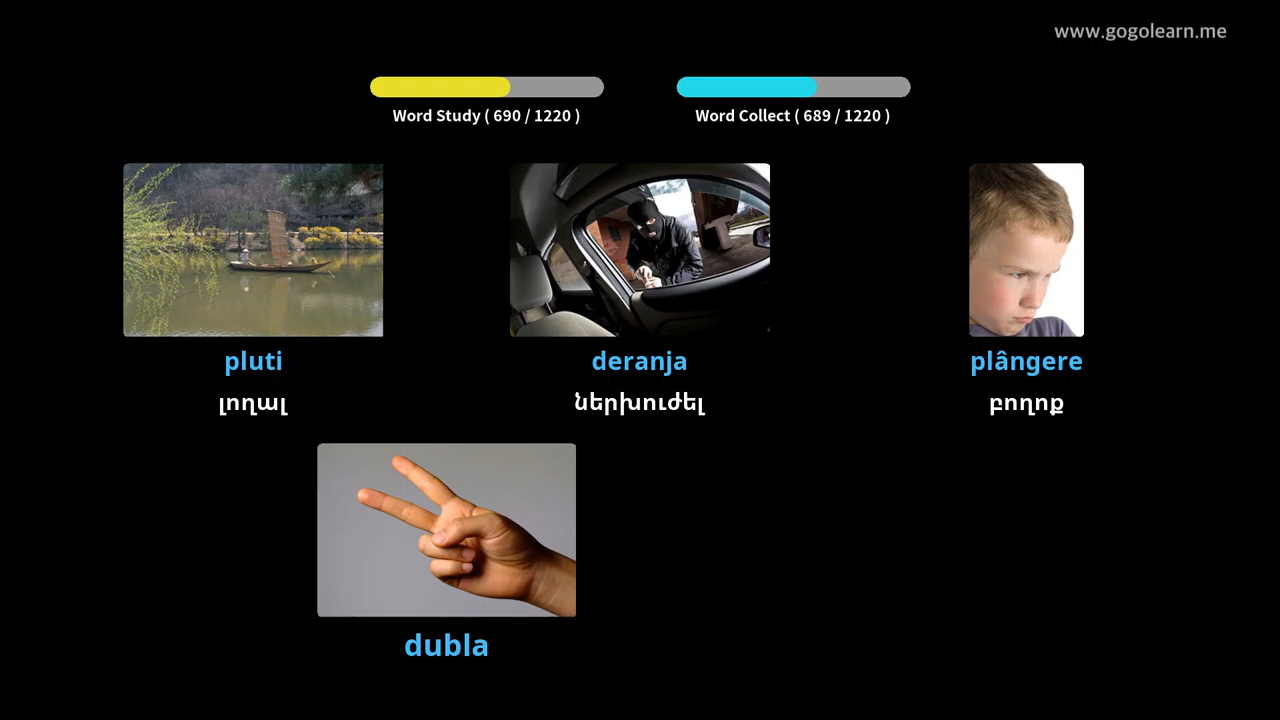 www.gogolearn.me
Word Study ( 690 / 1220 )
Word Collect ( 689 / 1220 )
pluti
deranja
plângere
լողալ
ներխուժել
բողոք
dubla